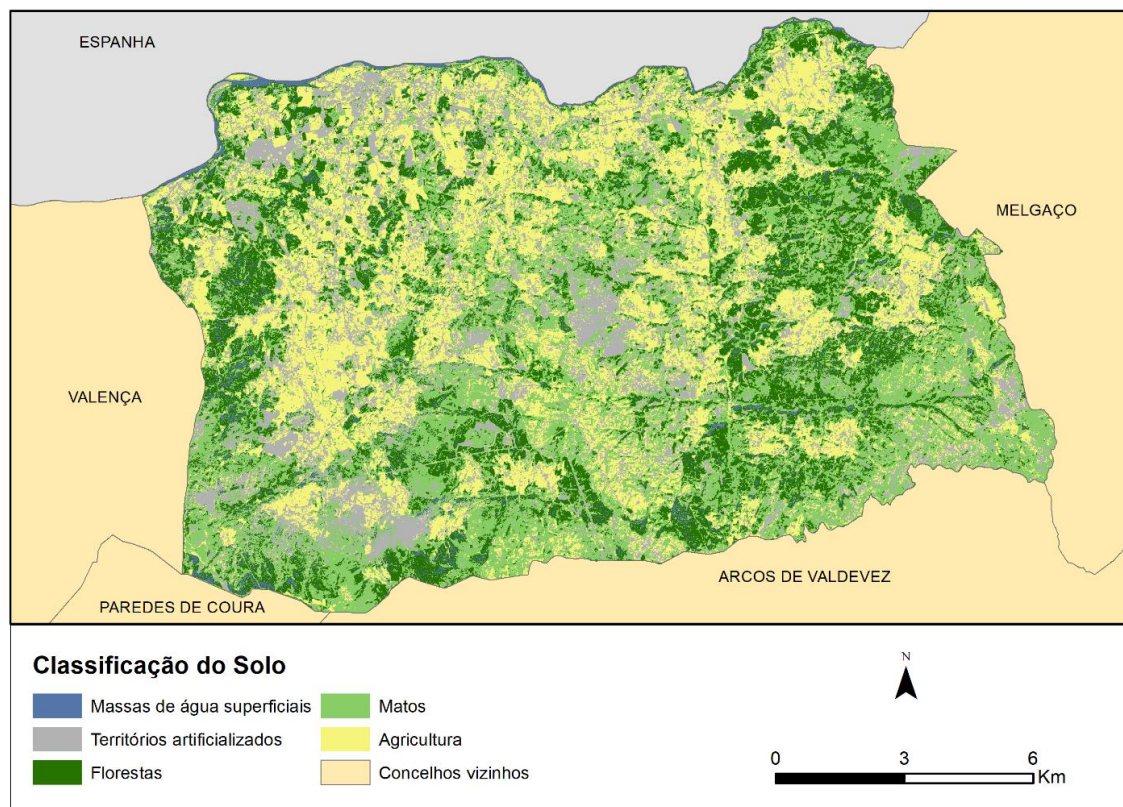 ESPANHA
MELGAÇO
VALENÇA
ARCOS DE VALDEVEZ
PAREDES DE COURA
Classificação do Solo
Massas de água superficiais
Matos
Territórios artificializados
Agricultura
Florestas
Concelhos vizinhos
N
0 3 6
Km